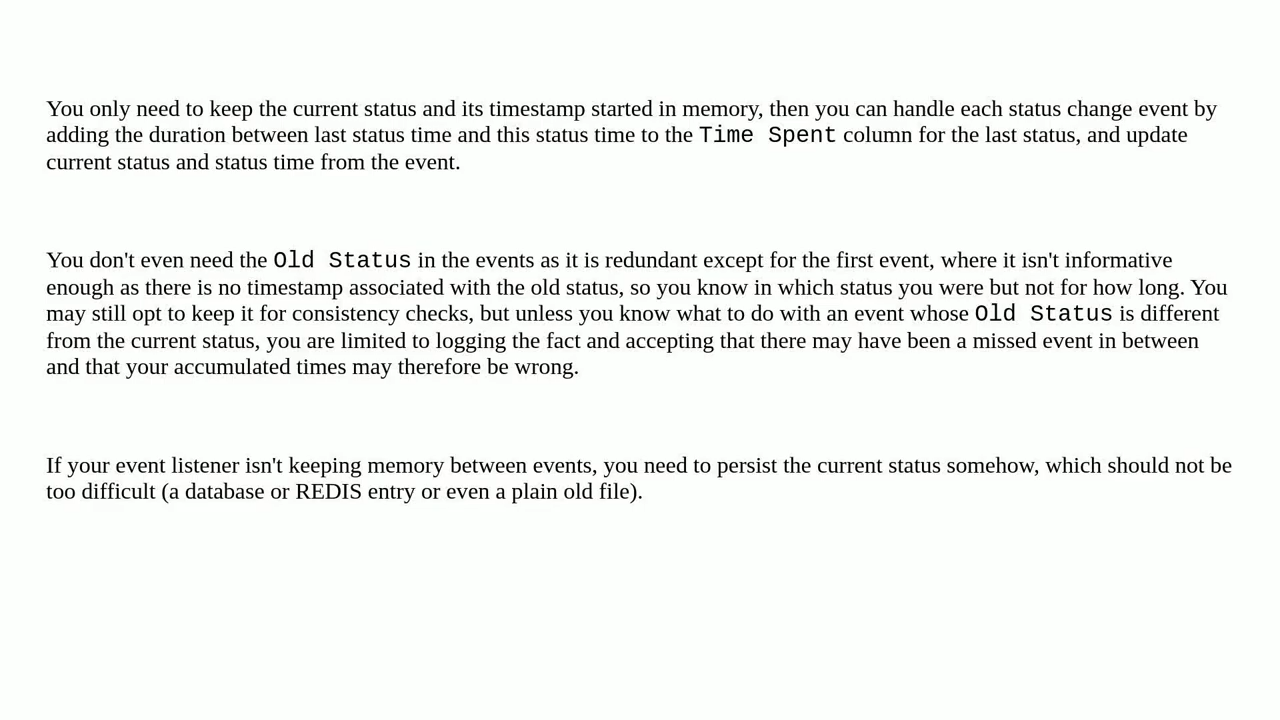 You only need to keep the current status and its timestamp started in memory, then you can handle each status change event by
adding the duration between last status time and this status time to the Time Spent column for the last status, and update
current status and status time from the event.
You don't even need the Old Status in the events as it is redundant except for the first event, where it isn't informative
enough as there is no timestamp associated with the old status, so you know in which status you were but not for how long. You
may still opt to keep it for consistency checks, but unless you know what to do with an event whose Old Status is different
from the current status, you are limited to logging the fact and accepting that there may have been a missed event in between
and that your accumulated times may therefore be wrong.
If your event listener isn't keeping memory between events, you need to persist the current status somehow, which should not be
too difficult (a database or REDIS entry or even a plain old file).